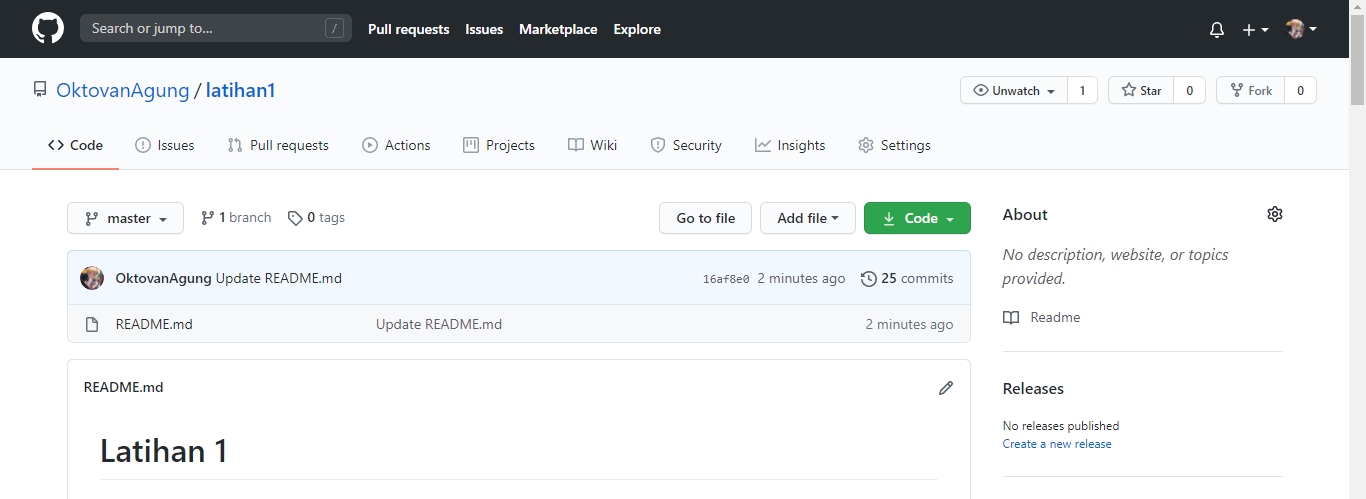 Search or jump to... /
Pull requests Issues Marketplace Explore
OktovanAgung / latihan1
Unwatch 1 Star 0 Fork 0
Code Issues Pull requests Actions Projects Wiki Security Insights Settings
master 1 branch 0 tags Go to file Add file Code
OktovanAgung Update README.md 16af8e0 2 minutes ago 25 commits
README.md Update README.md 2 minutes ago
README.md
Latihan 1
About
No description, website, or topics
provided.
Readme
Releases
No releases published
Create a new release